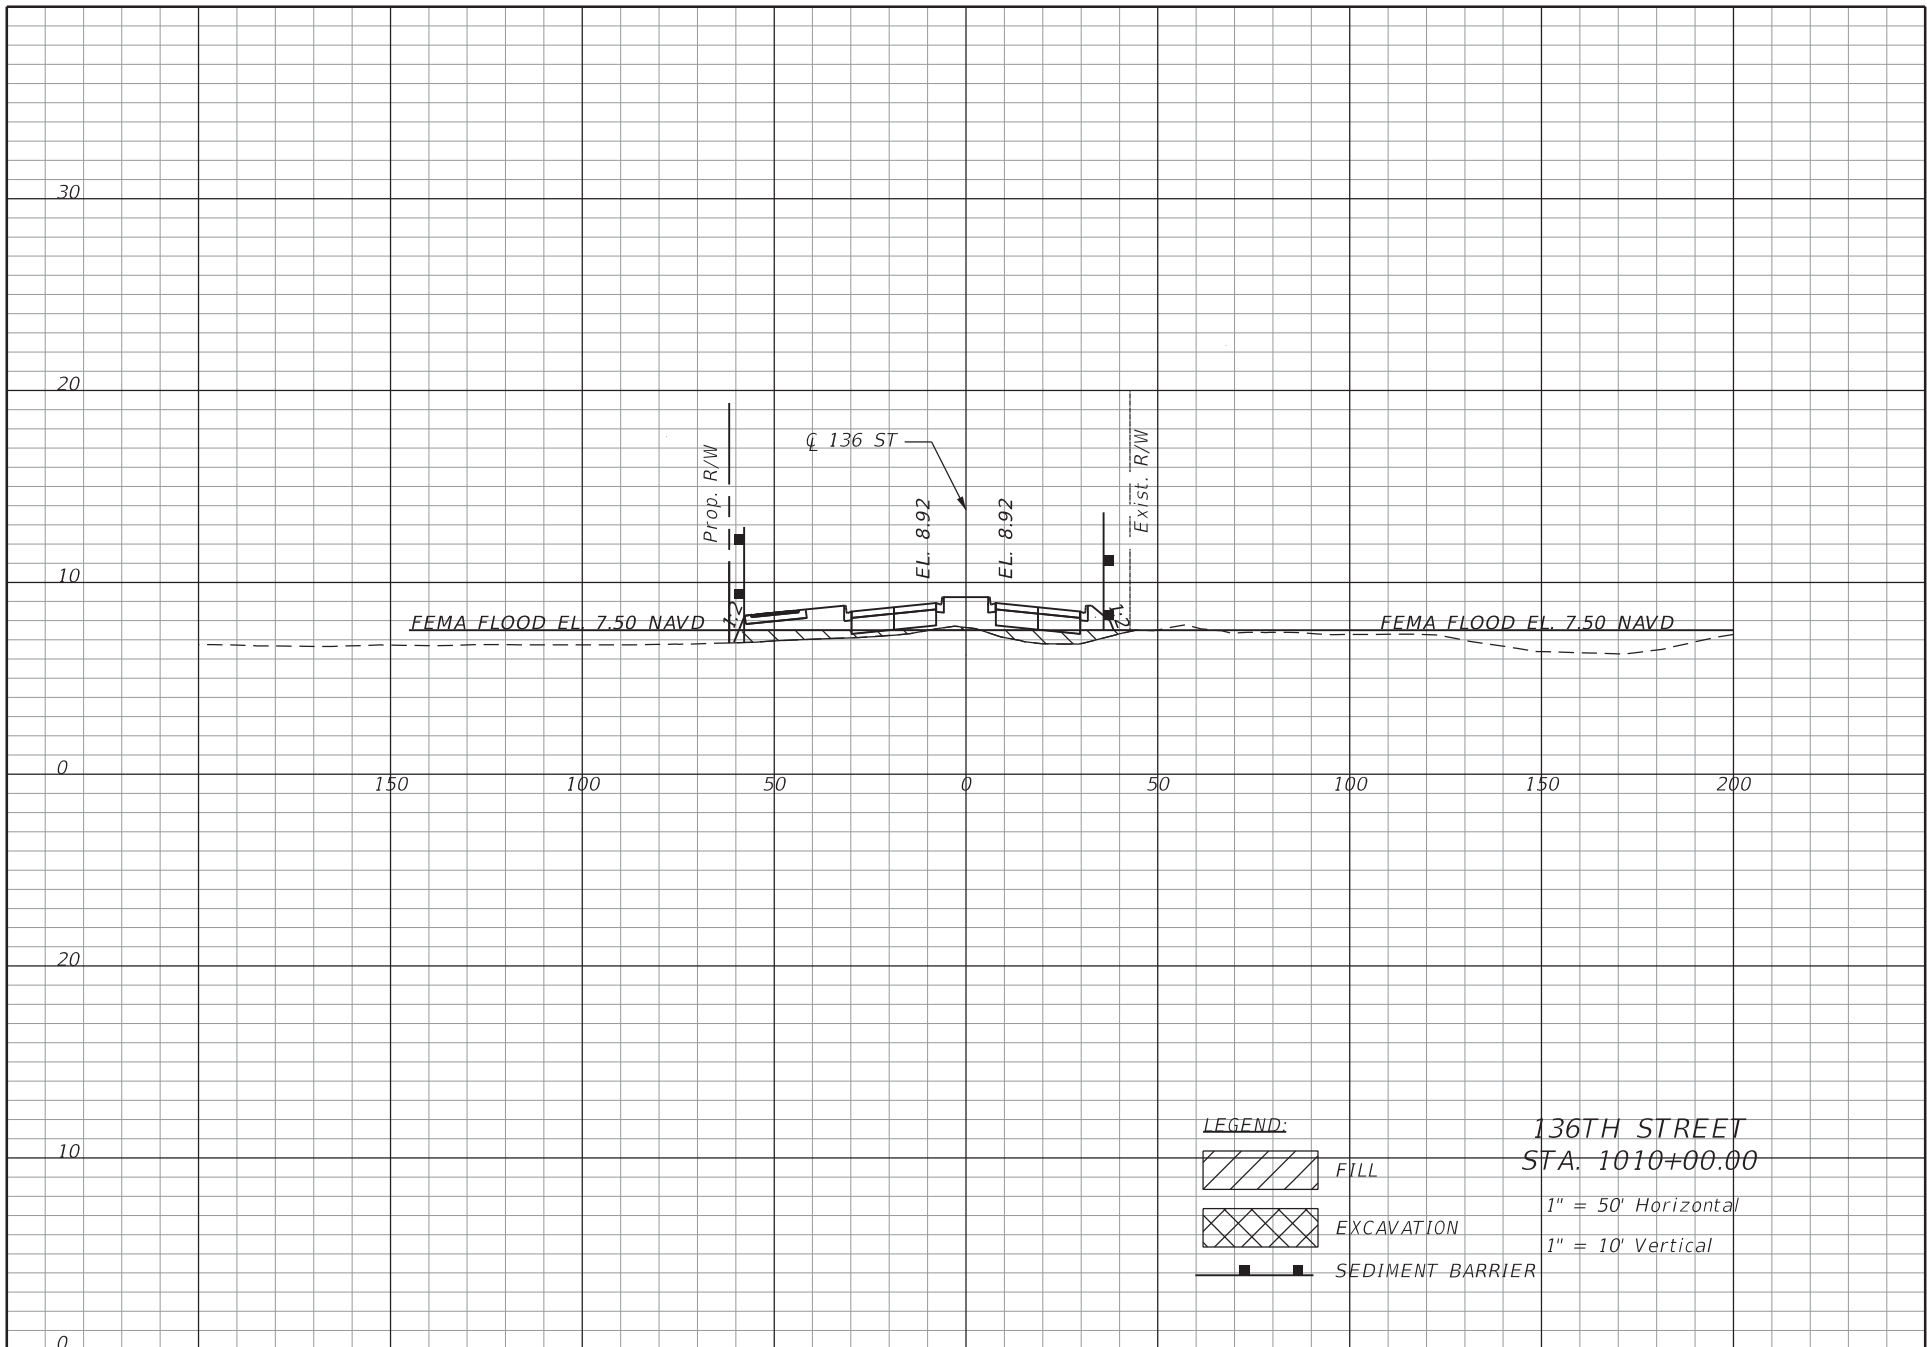 30
20
℄ 136 ST
Prop. R/W
Exist. R/W
EL. 8.92
EL. 8.92
10
1:2
1:2
FEMA FLOOD EL. 7.50 NAVD
FEMA FLOOD EL. 7.50 NAVD
0
150 100 50 0 50 100 150 200
20
10
LEGEND:
FILL
EXCAVATION
SEDIMENT BARRIER
136TH STREET
STA. 1010+00.00
1" = 50' Horizontal
1" = 10' Vertical
0